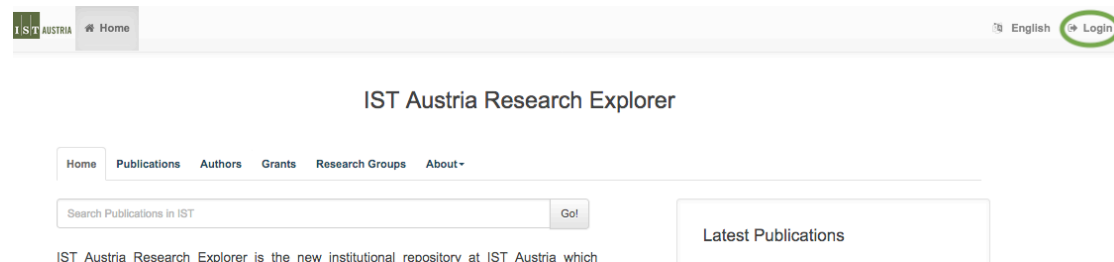 IST AUSTRIA Home English Login
IST Austria Research Explorer
Home Publications Authors Grants Research Groups About
Search Publications in IST Go!
Latest Publications
IST Austria Research Explorer is the new institutional repository at IST Austria which